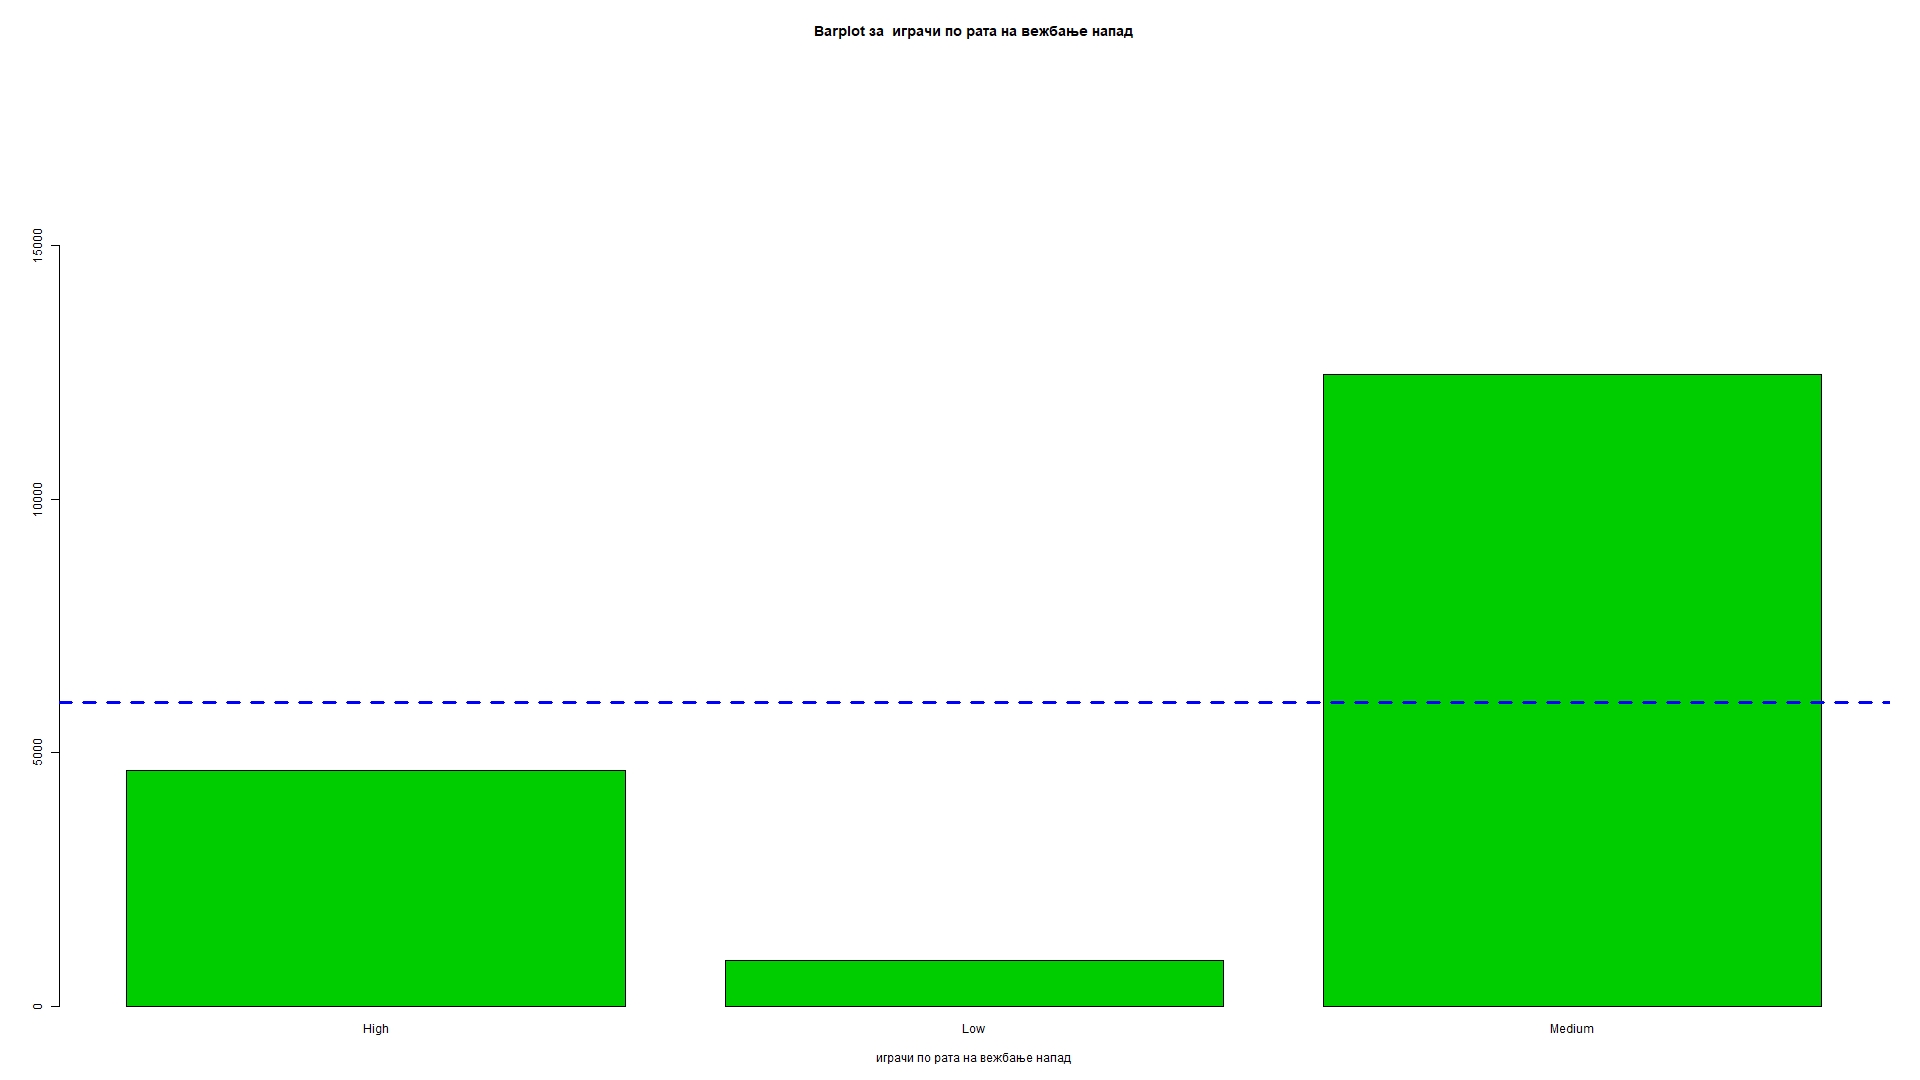 Barplot за  играчи по рата на вежбање напад
15000
10000
5000
0
High
Low
Medium
играчи по рата на вежбање напад